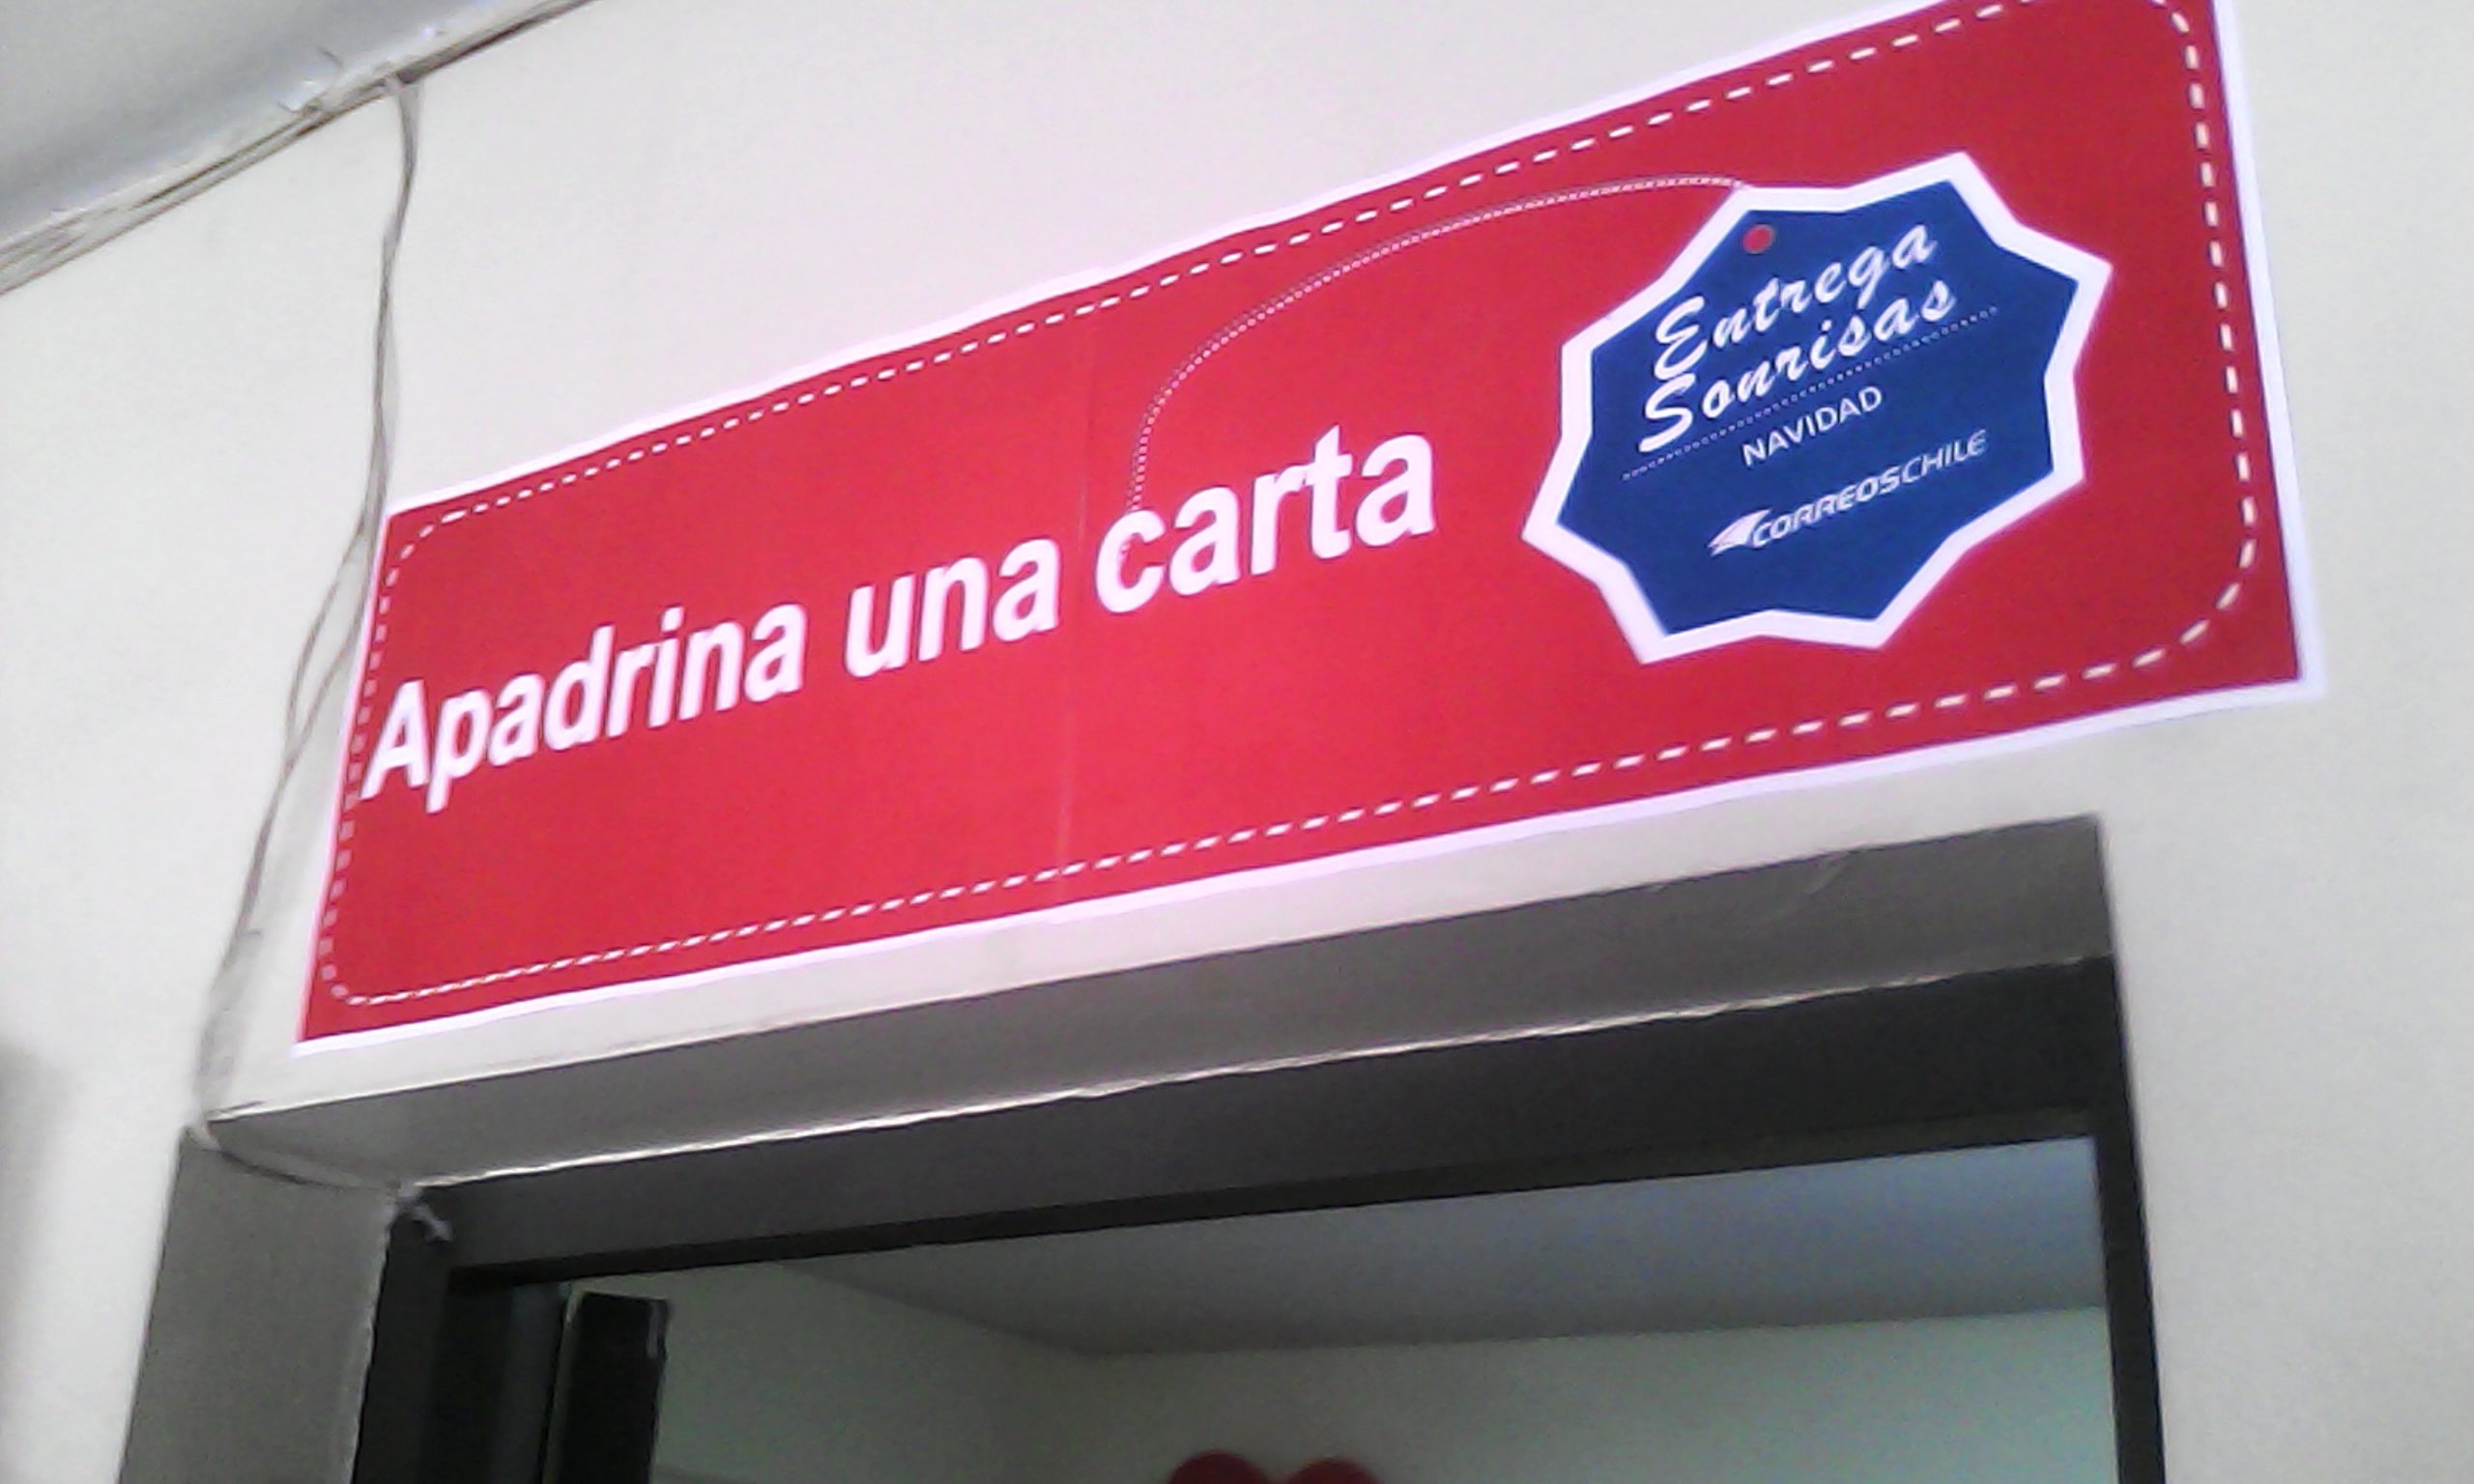 Apadrina una carta
Entrega
Sonrisas
NAVIDAD
CORREOSCHILE